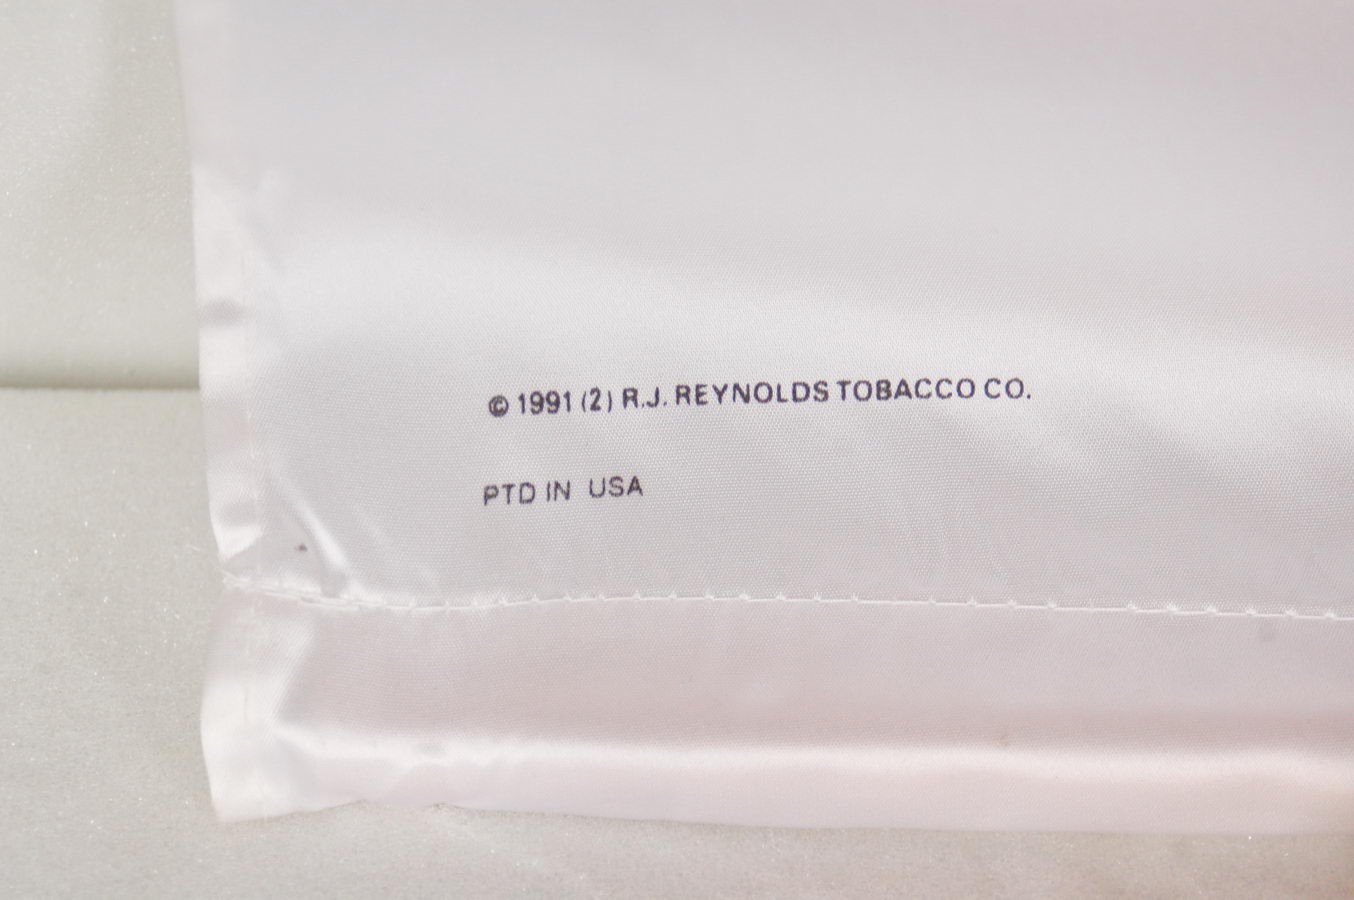 © 1991 (2) R.J. REYNOLDS TOBACCO CO.
PTD IN USA